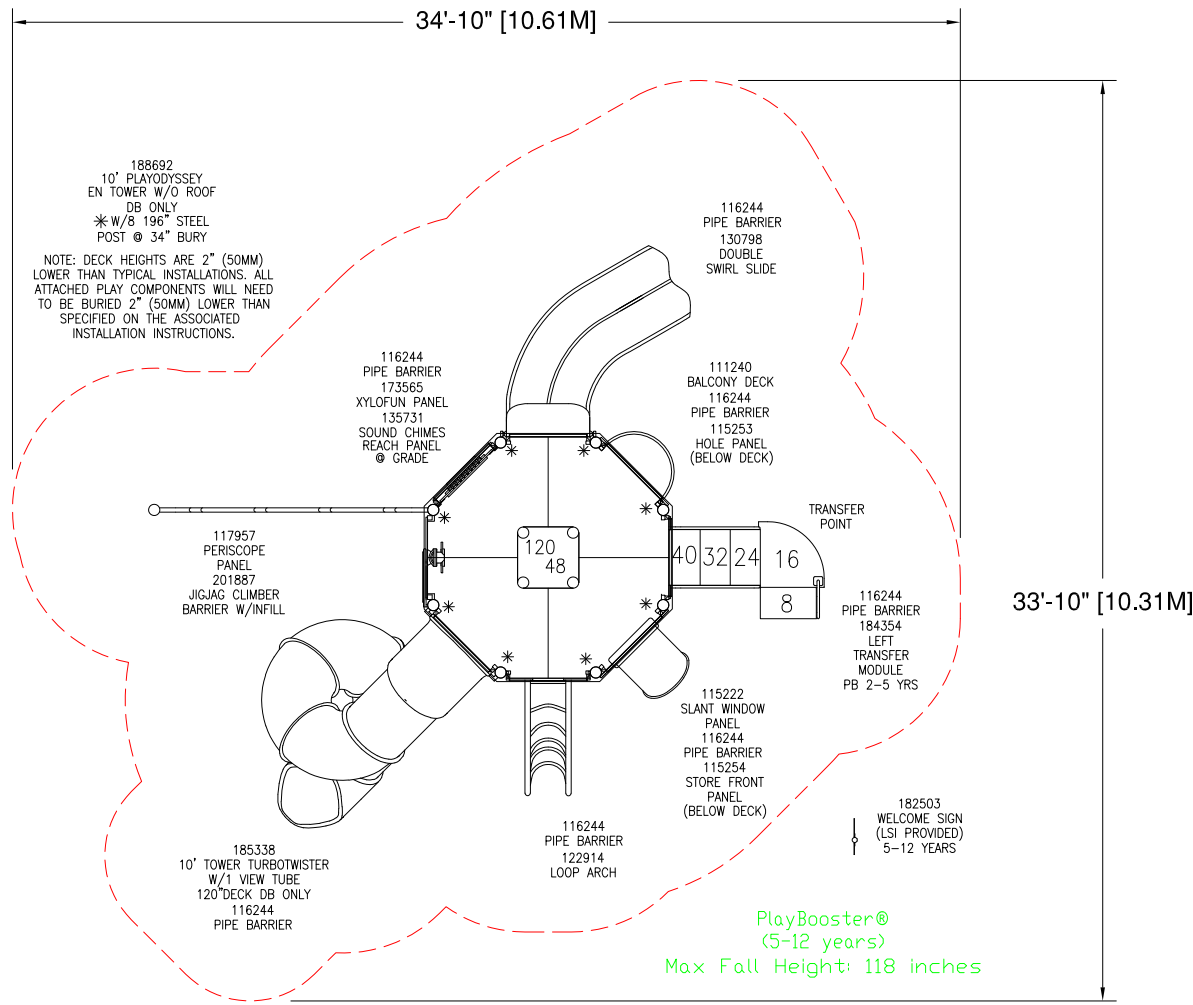 34'-10" [10.61M]
188692
10' PLAYODYSSEY
EN TOWER W/O ROOF
DB ONLY
✳W/8 196" STEEL
POST @ 34" BURY
NOTE: DECK HEIGHTS ARE 2" (50MM)
LOWER THAN TYPICAL INSTALLATIONS. ALL
ATTACHED PLAY COMPONENTS WILL NEED
TO BE BURIED 2" (50MM) LOWER THAN
SPECIFIED ON THE ASSOCIATED
INSTALLATION INSTRUCTIONS.
116244
PIPE BARRIER
130798
DOUBLE
SWIRL SLIDE
116244
PIPE BARRIER
173565
XYLOFUN PANEL
135731
SOUND CHIMES
REACH PANEL
@ GRADE
111240
BALCONY DECK
116244
PIPE BARRIER
115253
HOLE PANEL
(BELOW DECK)
TRANSFER
POINT
117957
PERISCOPE
PANEL
201887
JIGJAG CLIMBER
BARRIER W/INFILL
120
48
40 32 24 16
8
116244
PIPE BARRIER
184354
LEFT
TRANSFER
MODULE
PB 2-5 YRS
33'-10" [10.31M]
115222
SLANT WINDOW
PANEL
116244
PIPE BARRIER
115254
STORE FRONT
PANEL
(BELOW DECK)
182503
WELCOME SIGN
(LSI PROVIDED)
5-12 YEARS
116244
PIPE BARRIER
122914
LOOP ARCH
185338
10' TOWER TURBOTWISTER
W/1 VIEW TUBE
120"DECK DB ONLY
116244
PIPE BARRIER
PlayBooster®
(5-12 years)
Max Fall Height: 118 inches